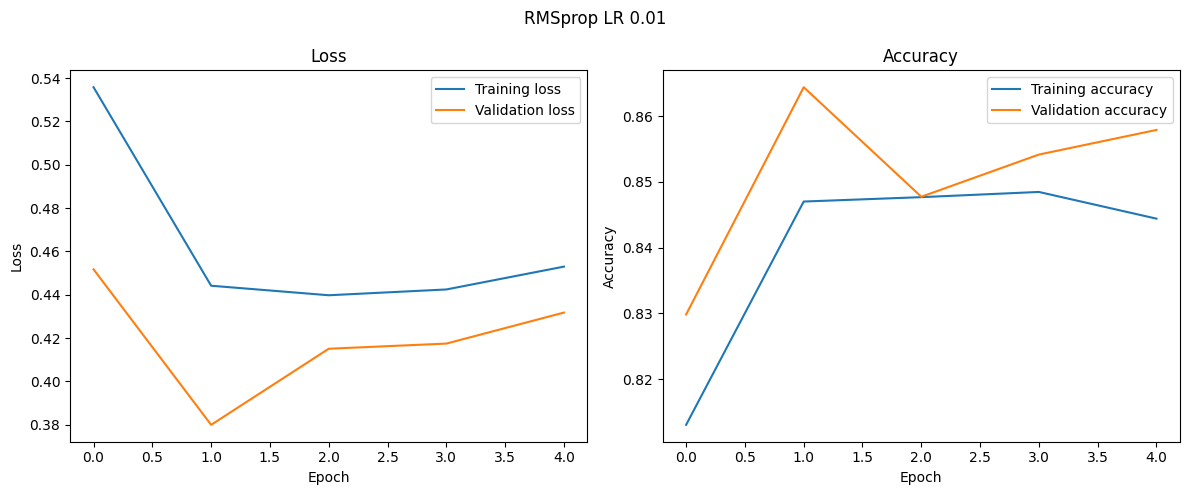 RMSprop LR 0.01
Loss
Training loss
Validation loss
0.54
0.52
0.50
0.48
0.46
0.44
0.42
0.40
0.38
Loss
0.0 0.5 1.0 1.5 2.0 2.5 3.0 3.5 4.0
Epoch
Accuracy
Training accuracy
Validation accuracy
0.86
0.85
0.84
0.83
0.82
Accuracy
0.0 0.5 1.0 1.5 2.0 2.5 3.0 3.5 4.0
Epoch